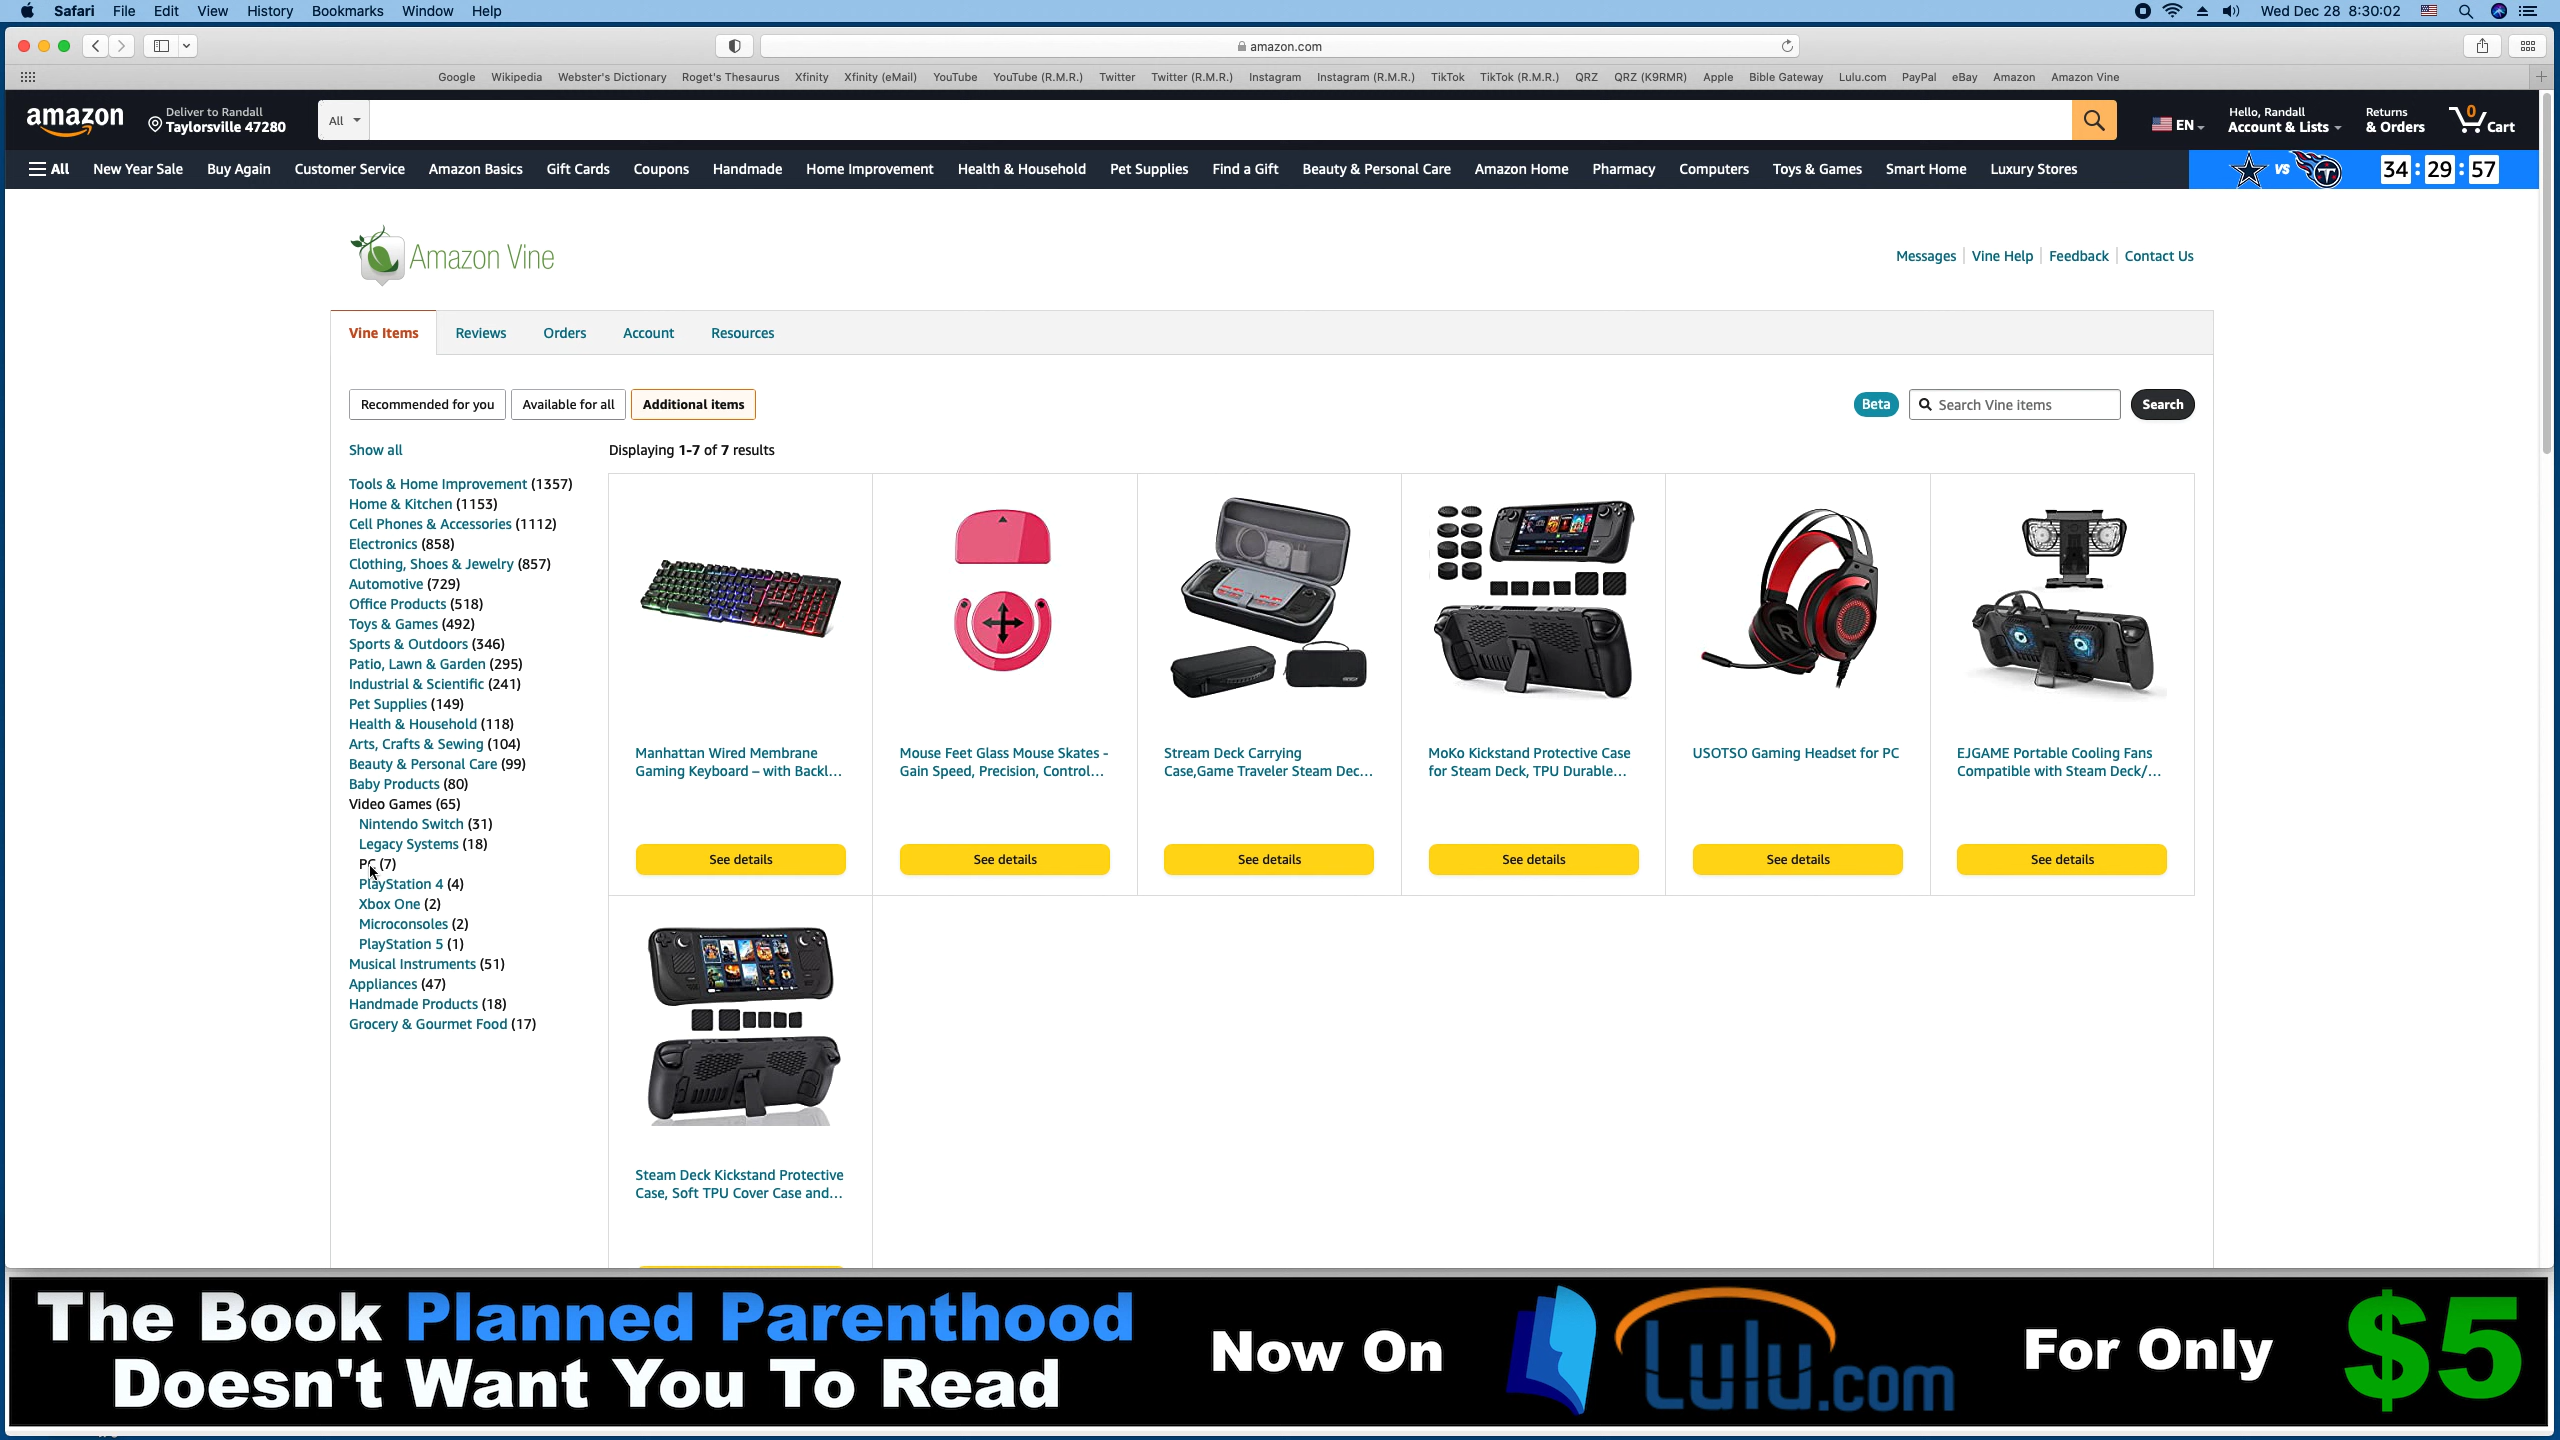 Safari File Edit View History Bookmarks Window Help
Wed Dec 28 8:30:02
amazon.com
Google Wikipedia Webster's Dictionary Roget's Thesaurus Xfinity Xfinity (eMail) YouTube YouTube (R.M.R.) Twitter Twitter (R.M.R.) Instagram Instagram (R.M.R.) TikTok TikTok (R.M.R.) QRZ QRZ (K9RMR) Apple Bible Gateway Lulu.com PayPal eBay Amazon Amazon Vine
amazon
Deliver to Randall
Taylorsville 47280
All
EN
Hello, Randall
Account & Lists
Returns
& Orders
0
Cart
All New Year Sale Buy Again Customer Service Amazon Basics Gift Cards Coupons Handmade Home Improvement Health & Household Pet Supplies Find a Gift Beauty & Personal Care Amazon Home Pharmacy Computers Toys & Games Smart Home Luxury Stores
VS
34:29:57
Amazon Vine
Messages Vine Help Feedback Contact Us
Vine Items Reviews Orders Account Resources
Recommended for you Available for all Additional items
Beta Search Vine items Search
Show all
Displaying 1-7 of 7 results
Tools & Home Improvement (1357)
Home & Kitchen (1153)
Cell Phones & Accessories (1112)
Electronics (858)
Clothing, Shoes & Jewelry (857)
Automotive (729)
Office Products (518)
Toys & Games (492)
Sports & Outdoors (346)
Patio, Lawn & Garden (295)
Industrial & Scientific (241)
Pet Supplies (149)
Health & Household (118)
Arts, Crafts & Sewing (104)
Beauty & Personal Care (99)
Baby Products (80)
Video Games (65)
Nintendo Switch (31)
Legacy Systems (18)
PC (7)
PlayStation 4 (4)
Xbox One (2)
Microconsoles (2)
PlayStation 5 (1)
Musical Instruments (51)
Appliances (47)
Handmade Products (18)
Grocery & Gourmet Food (17)
Manhattan Wired Membrane
Gaming Keyboard – with Backl...
See details
Mouse Feet Glass Mouse Skates -
Gain Speed, Precision, Control...
See details
Stream Deck Carrying
Case,Game Traveler Steam Dec...
See details
MoKo Kickstand Protective Case
for Steam Deck, TPU Durable...
See details
USOTSO Gaming Headset for PC
See details
EJGAME Portable Cooling Fans
Compatible with Steam Deck/...
See details
Steam Deck Kickstand Protective
Case, Soft TPU Cover Case and...
The Book Planned Parenthood
Doesn't Want You To Read
Now On
Lulu.com
For Only
$5